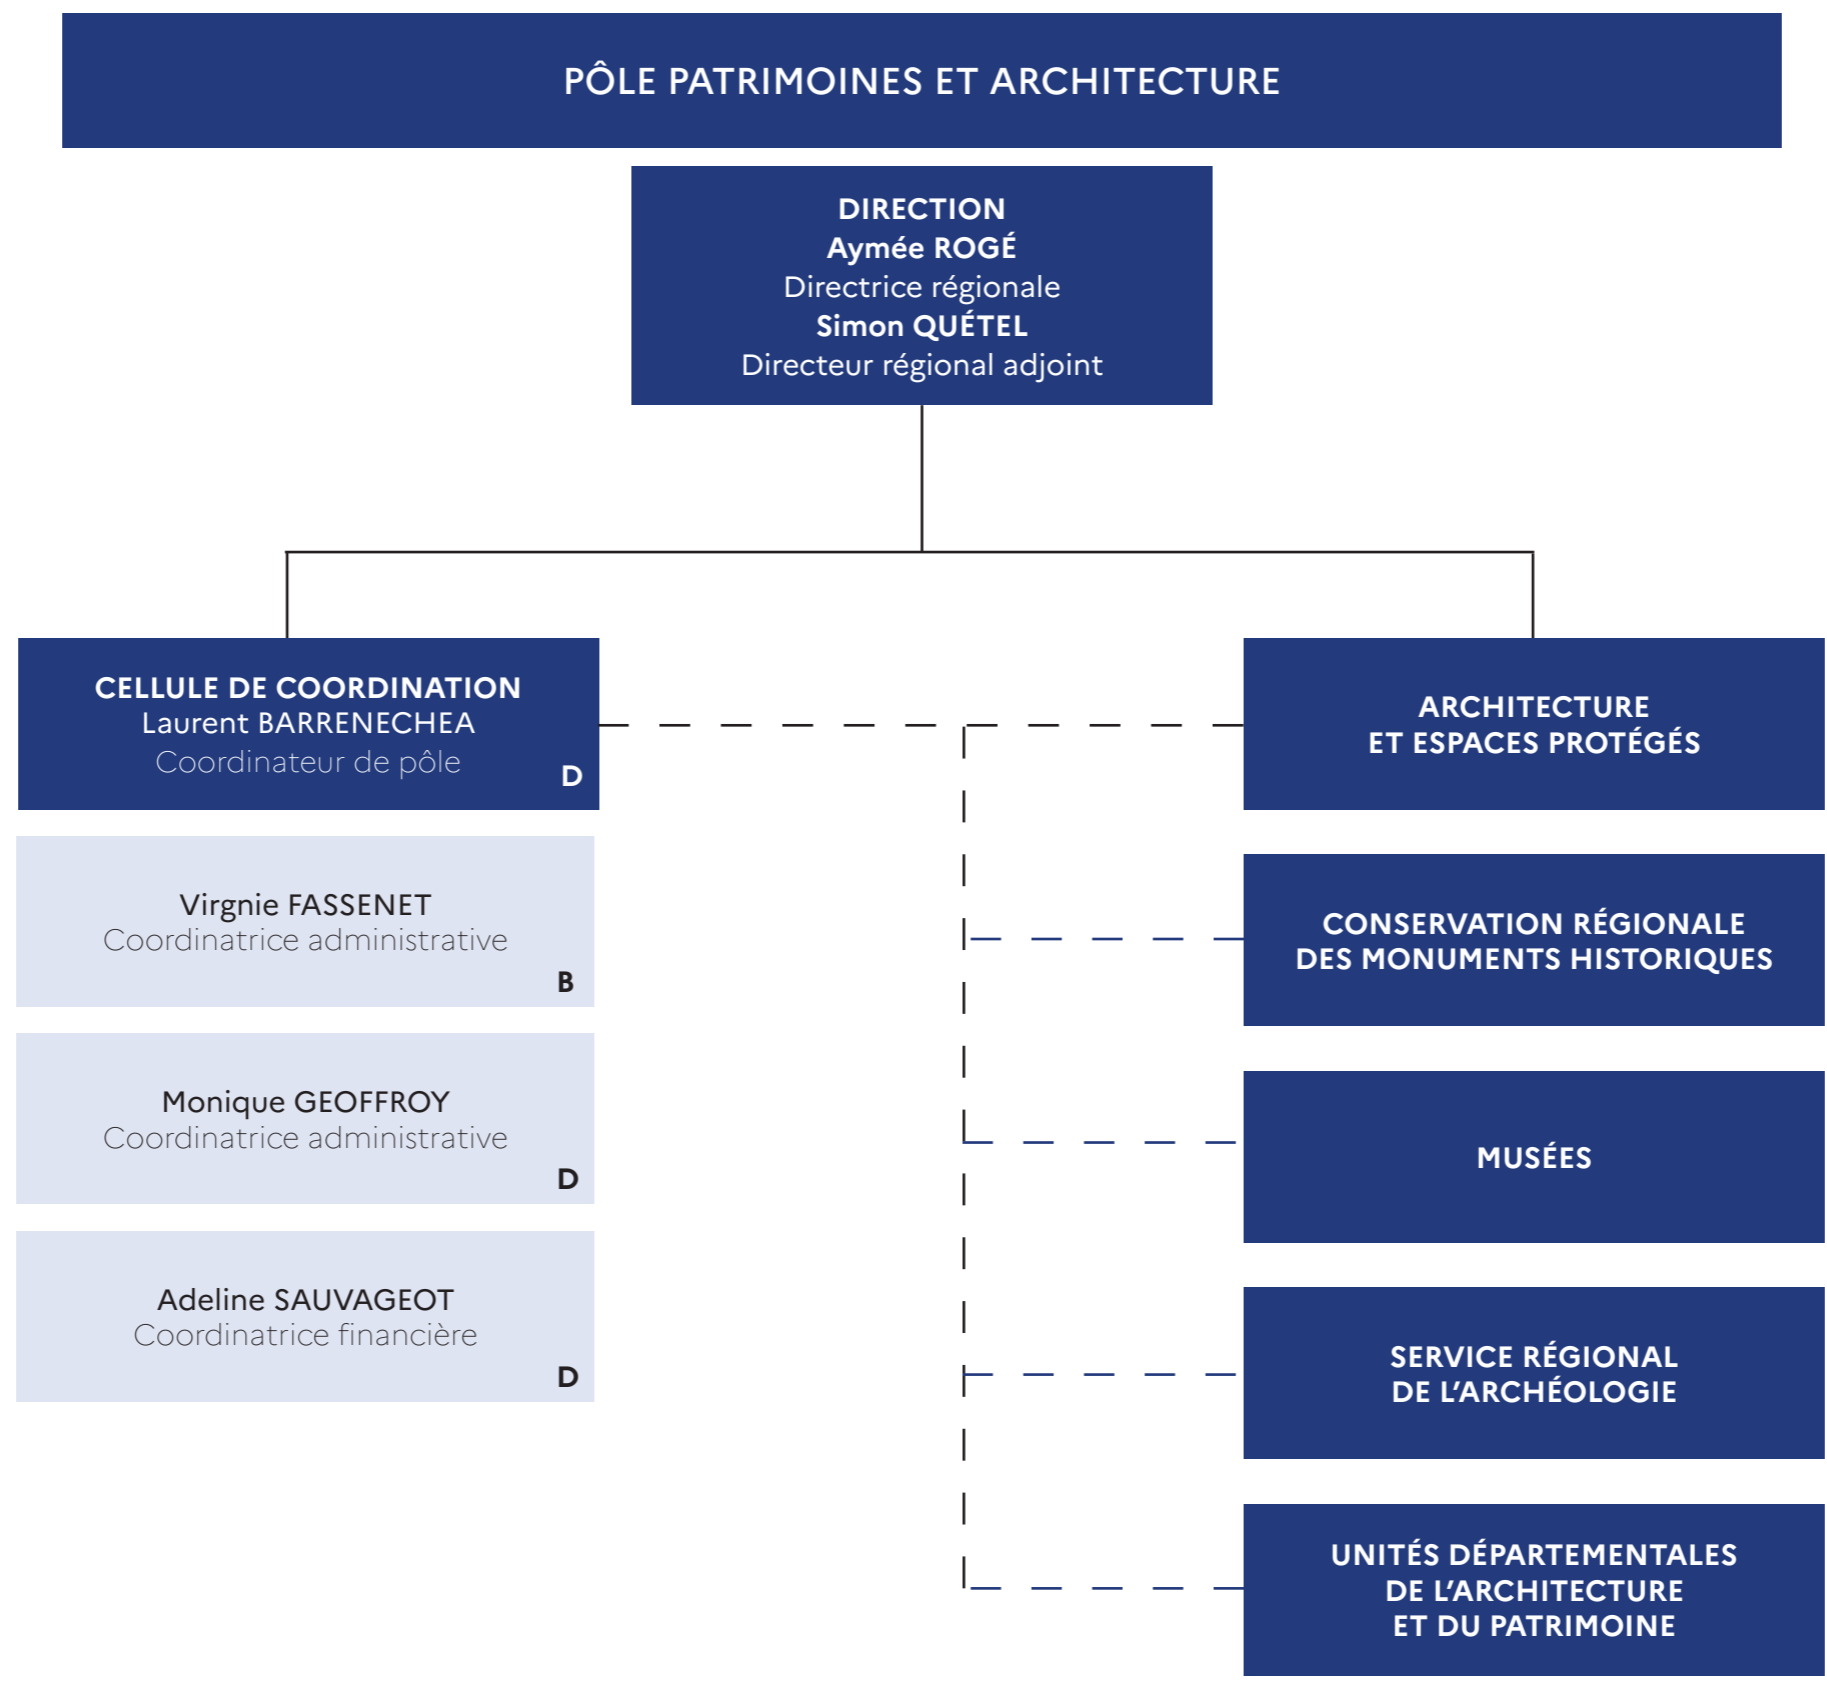 PÔLE PATRIMOINES ET ARCHITECTURE
DIRECTION
Aymée ROGÉ
Directrice régionale
Simon QUÉTEL
Directeur régional adjoint
CELLULE DE COORDINATION
Laurent BARRENECHEA
Coordinateur de pôle
D
Virgnie FASSENET
Coordinatrice administrative
B
Monique GEOFFROY
Coordinatrice administrative
D
Adeline SAUVAGEOT
Coordinatrice financière
D
ARCHITECTURE
ET ESPACES PROTÉGÉS
CONSERVATION RÉGIONALE
DES MONUMENTS HISTORIQUES
MUSÉES
SERVICE RÉGIONAL
DE L’ARCHÉOLOGIE
UNITÉS DÉPARTEMENTALES
DE L’ARCHITECTURE
ET DU PATRIMOINE